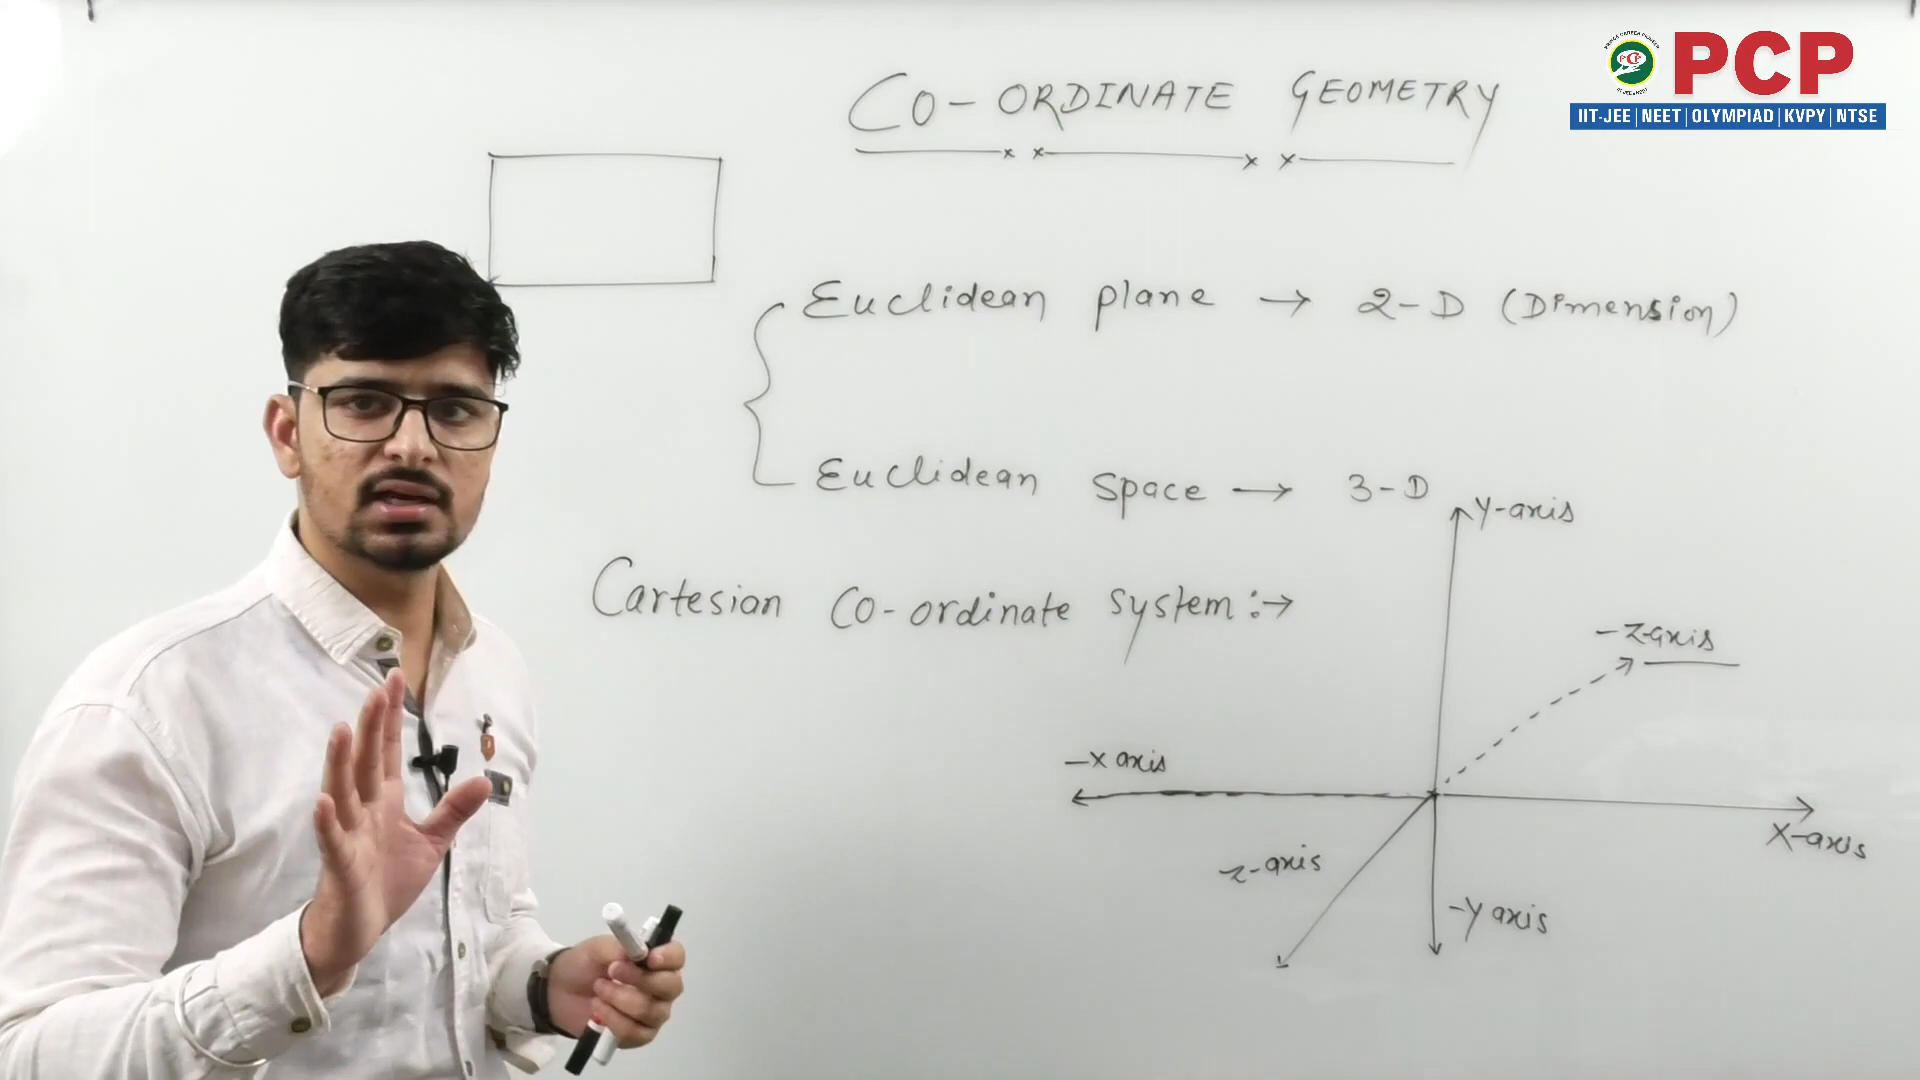 PCP
IIT-JEE | NEET | OLYMPIAD | KVPY | NTSE
CO-ORDINATE GEOMETRY
Euclidean plane → 2-D (Dimension)
Euclidean space → 3-D
Y-axis
Cartesian Co-ordinate system :→
-z-axis
-x axis
X-axis
z-axis
-y axis